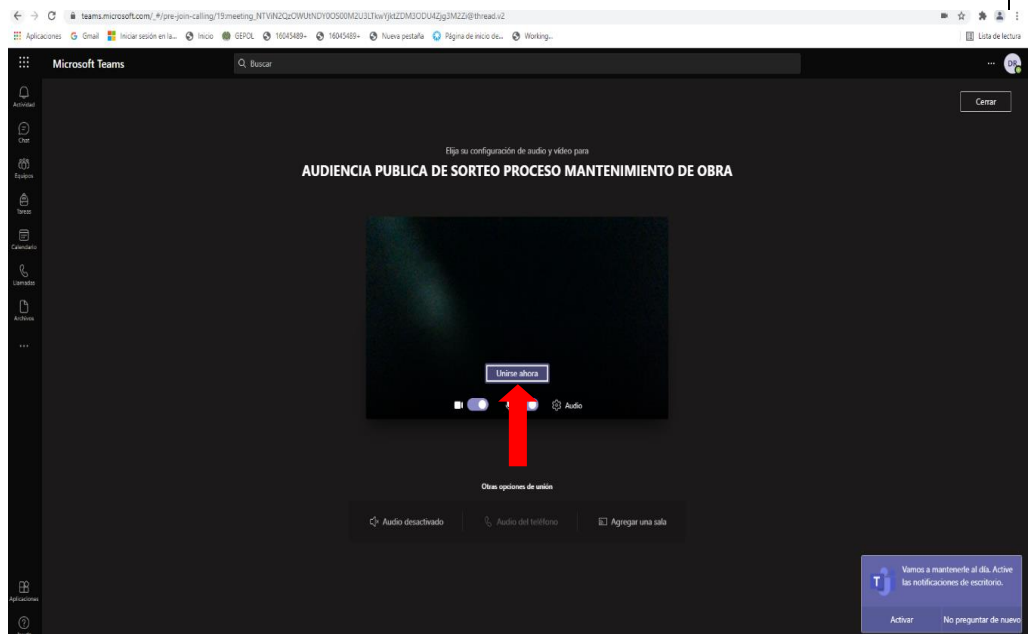 teams.microsoft.com/_#/pre-join-calling/19:meeting_NTViN2QzOWUtNDY0OS00M2U3LTkwYjktZDM3ODU4Zjg3M2Zi@thread.v2
Aplicaciones Gmail Iniciar sesión en la... Inicio GEPOL 16045489- 16045489- Nueva pestaña Página de inicio de... Working... Lista de lectura
Microsoft Teams Buscar ... DR
Actividad
Chat
Equipos
Tareas
Calendario
Llamadas
Archivos
...
Aplicaciones
Cerrar
Elija su configuración de audio y vídeo para
AUDIENCIA PUBLICA DE SORTEO PROCESO MANTENIMIENTO DE OBRA
Unirse ahora
Audio
Otras opciones de unión
Audio desactivado Audio del teléfono Agregar una sala
Vamos a mantenerle al día. Active
las notificaciones de escritorio.
Activar No preguntar de nuevo